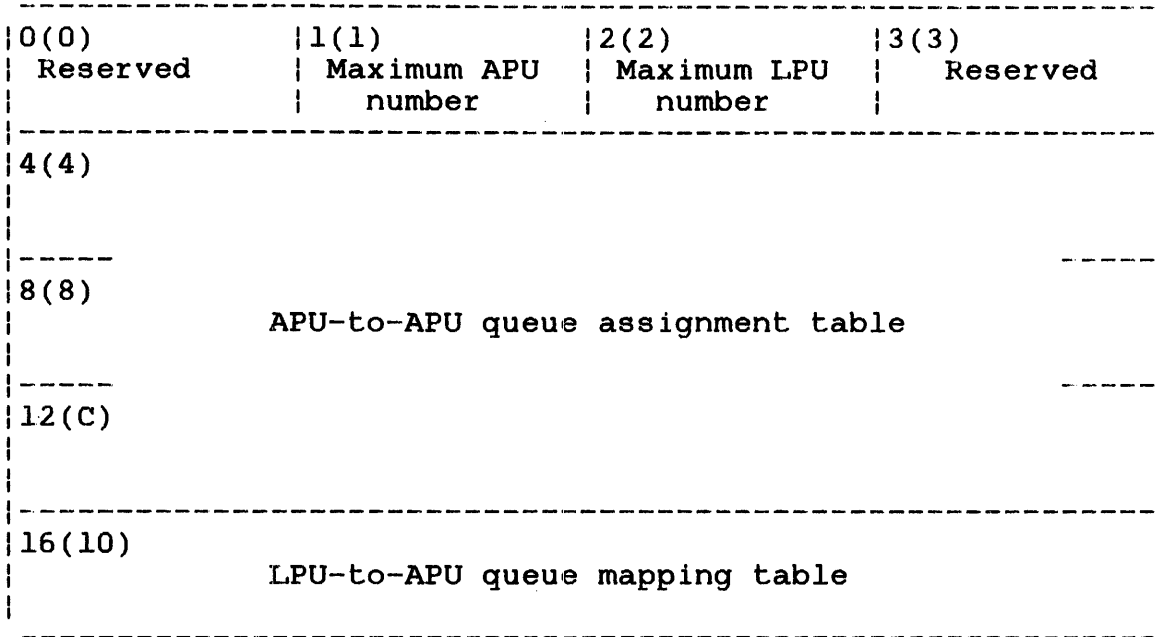 0(0) 1(1) 2(2) 3(3)
Reserved Maximum APU Maximum LPU Reserved
number number
4(4)
8(8)
APU-to-APU queue assignment table
12(C)
16(10)
LPU-to-APU queue mapping table